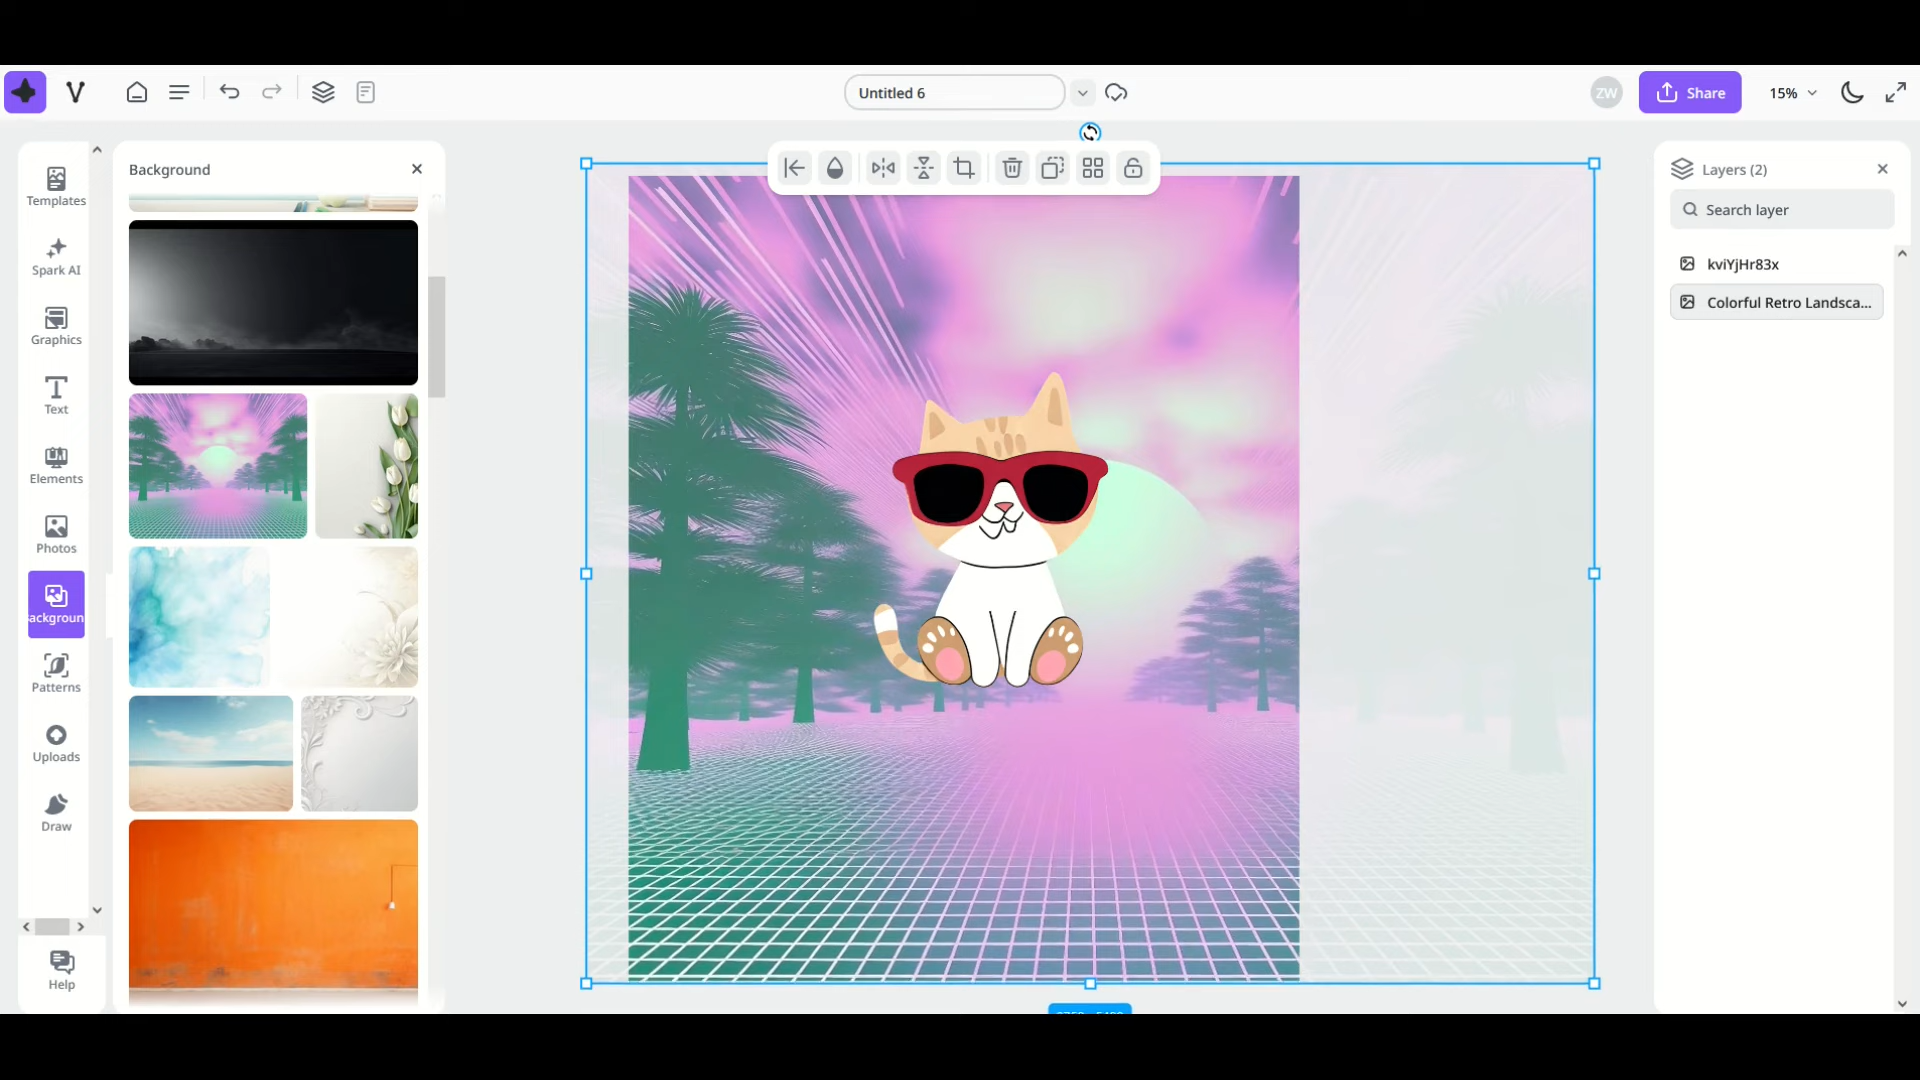 Untitled 6
ZW
Share
15%
Templates
Spark AI
Graphics
Text
Elements
Photos
ackgroun
Patterns
Uploads
Draw
Help
Background
Layers (2)
Search layer
kviYjHr83x
Colorful Retro Landsca...